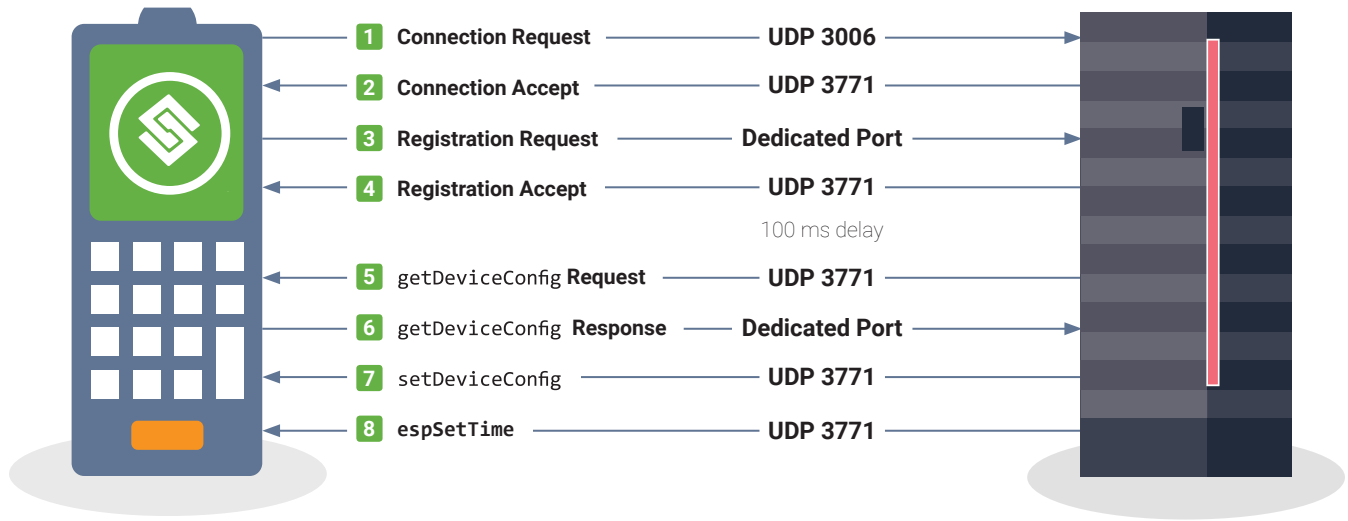 1 Connection Request UDP 3006
2 Connection Accept UDP 3771
3 Registration Request Dedicated Port
4 Registration Accept UDP 3771
100 ms delay
5 getDeviceConfig Request UDP 3771
6 getDeviceConfig Response Dedicated Port
7 setDeviceConfig UDP 3771
8 espSetTime UDP 3771